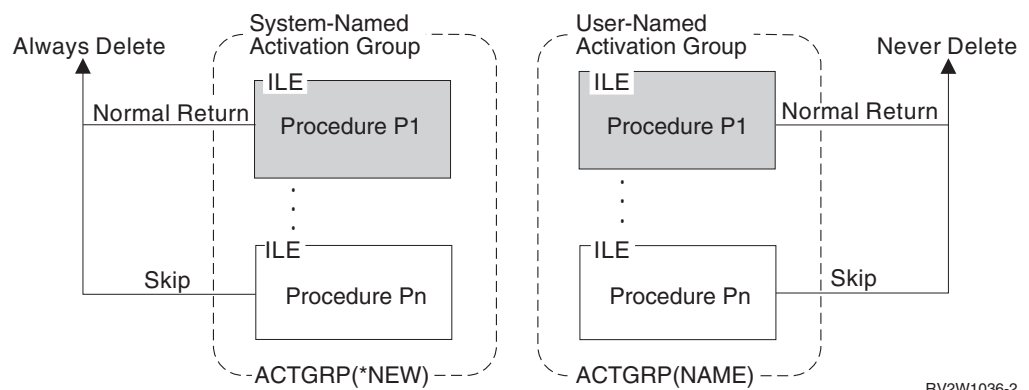 System-Named
Activation Group
User-Named
Activation Group
Always Delete
Never Delete
ILE
ILE
Normal Return
Procedure P1
Procedure P1
Normal Return
ILE
ILE
Skip
Procedure Pn
Procedure Pn
Skip
ACTGRP(*NEW)
ACTGRP(NAME)
RV2W1036-2